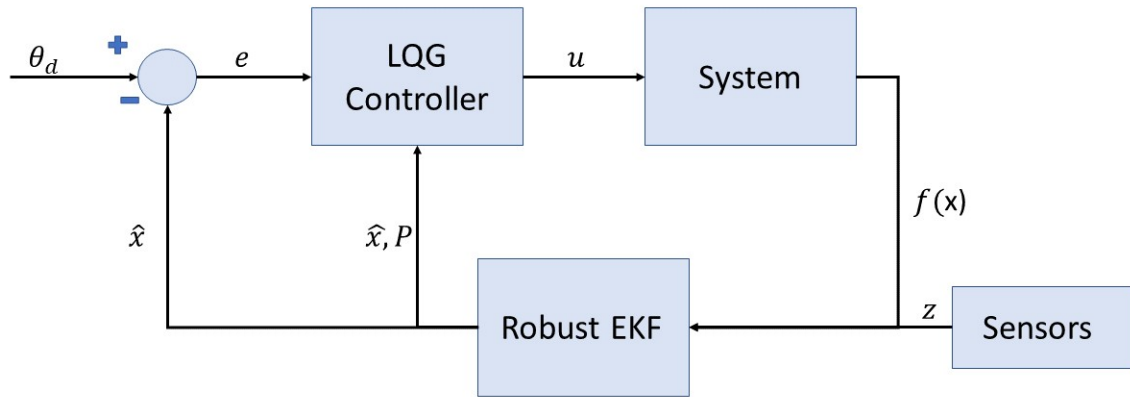 +
θ_d
e
LQG
Controller
u
System
−
x̂
x̂, P
f(x)
Robust EKF
z
Sensors